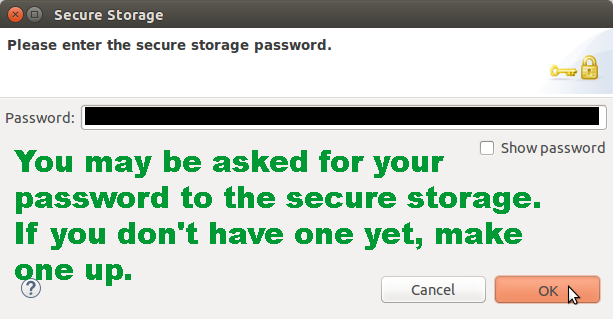 Secure Storage
Please enter the secure storage password.
Password:
Show password
You may be asked for your
password to the secure storage.
If you don't have one yet, make
one up.
?
Cancel
OK